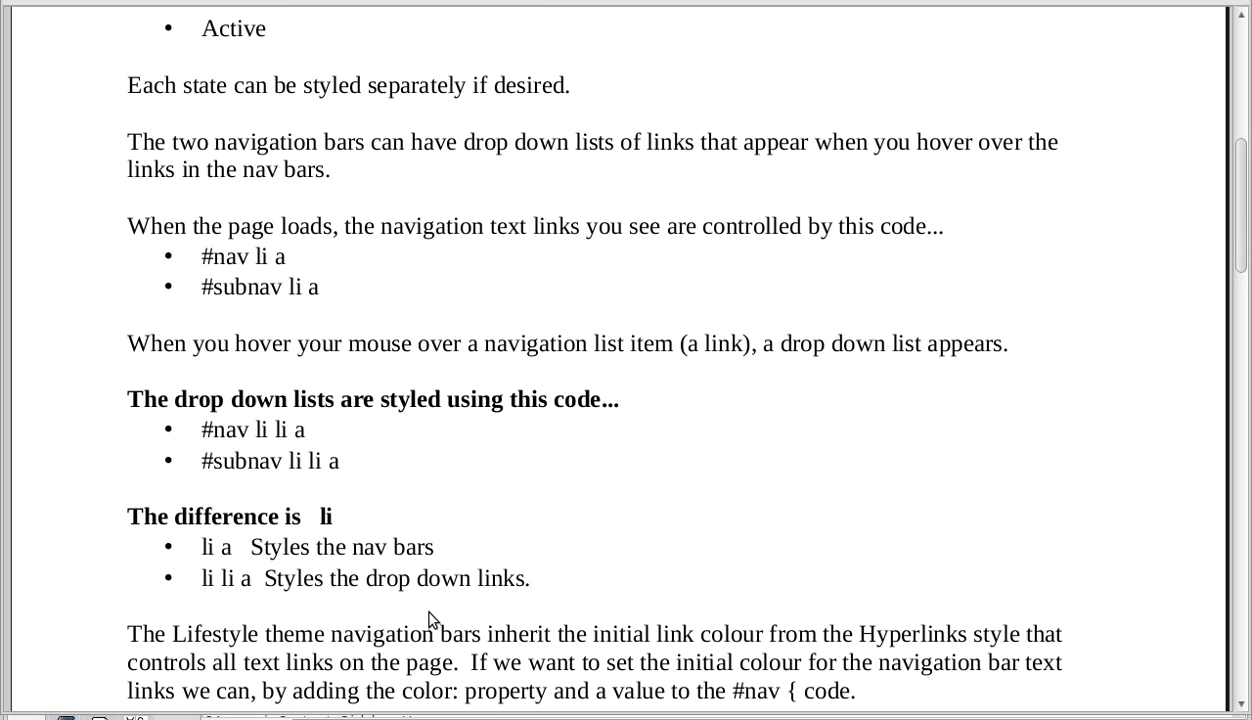 • Active
Each state can be styled separately if desired.
The two navigation bars can have drop down lists of links that appear when you hover over the
links in the nav bars.
When the page loads, the navigation text links you see are controlled by this code...
• #nav li a
• #subnav li a
When you hover your mouse over a navigation list item (a link), a drop down list appears.
The drop down lists are styled using this code...
• #nav li li a
• #subnav li li a
The difference is   li
• li a   Styles the nav bars
• li li a  Styles the drop down links.
The Lifestyle theme navigation bars inherit the initial link colour from the Hyperlinks style that
controls all text links on the page.  If we want to set the initial colour for the navigation bar text
links we can, by adding the color: property and a value to the #nav { code.